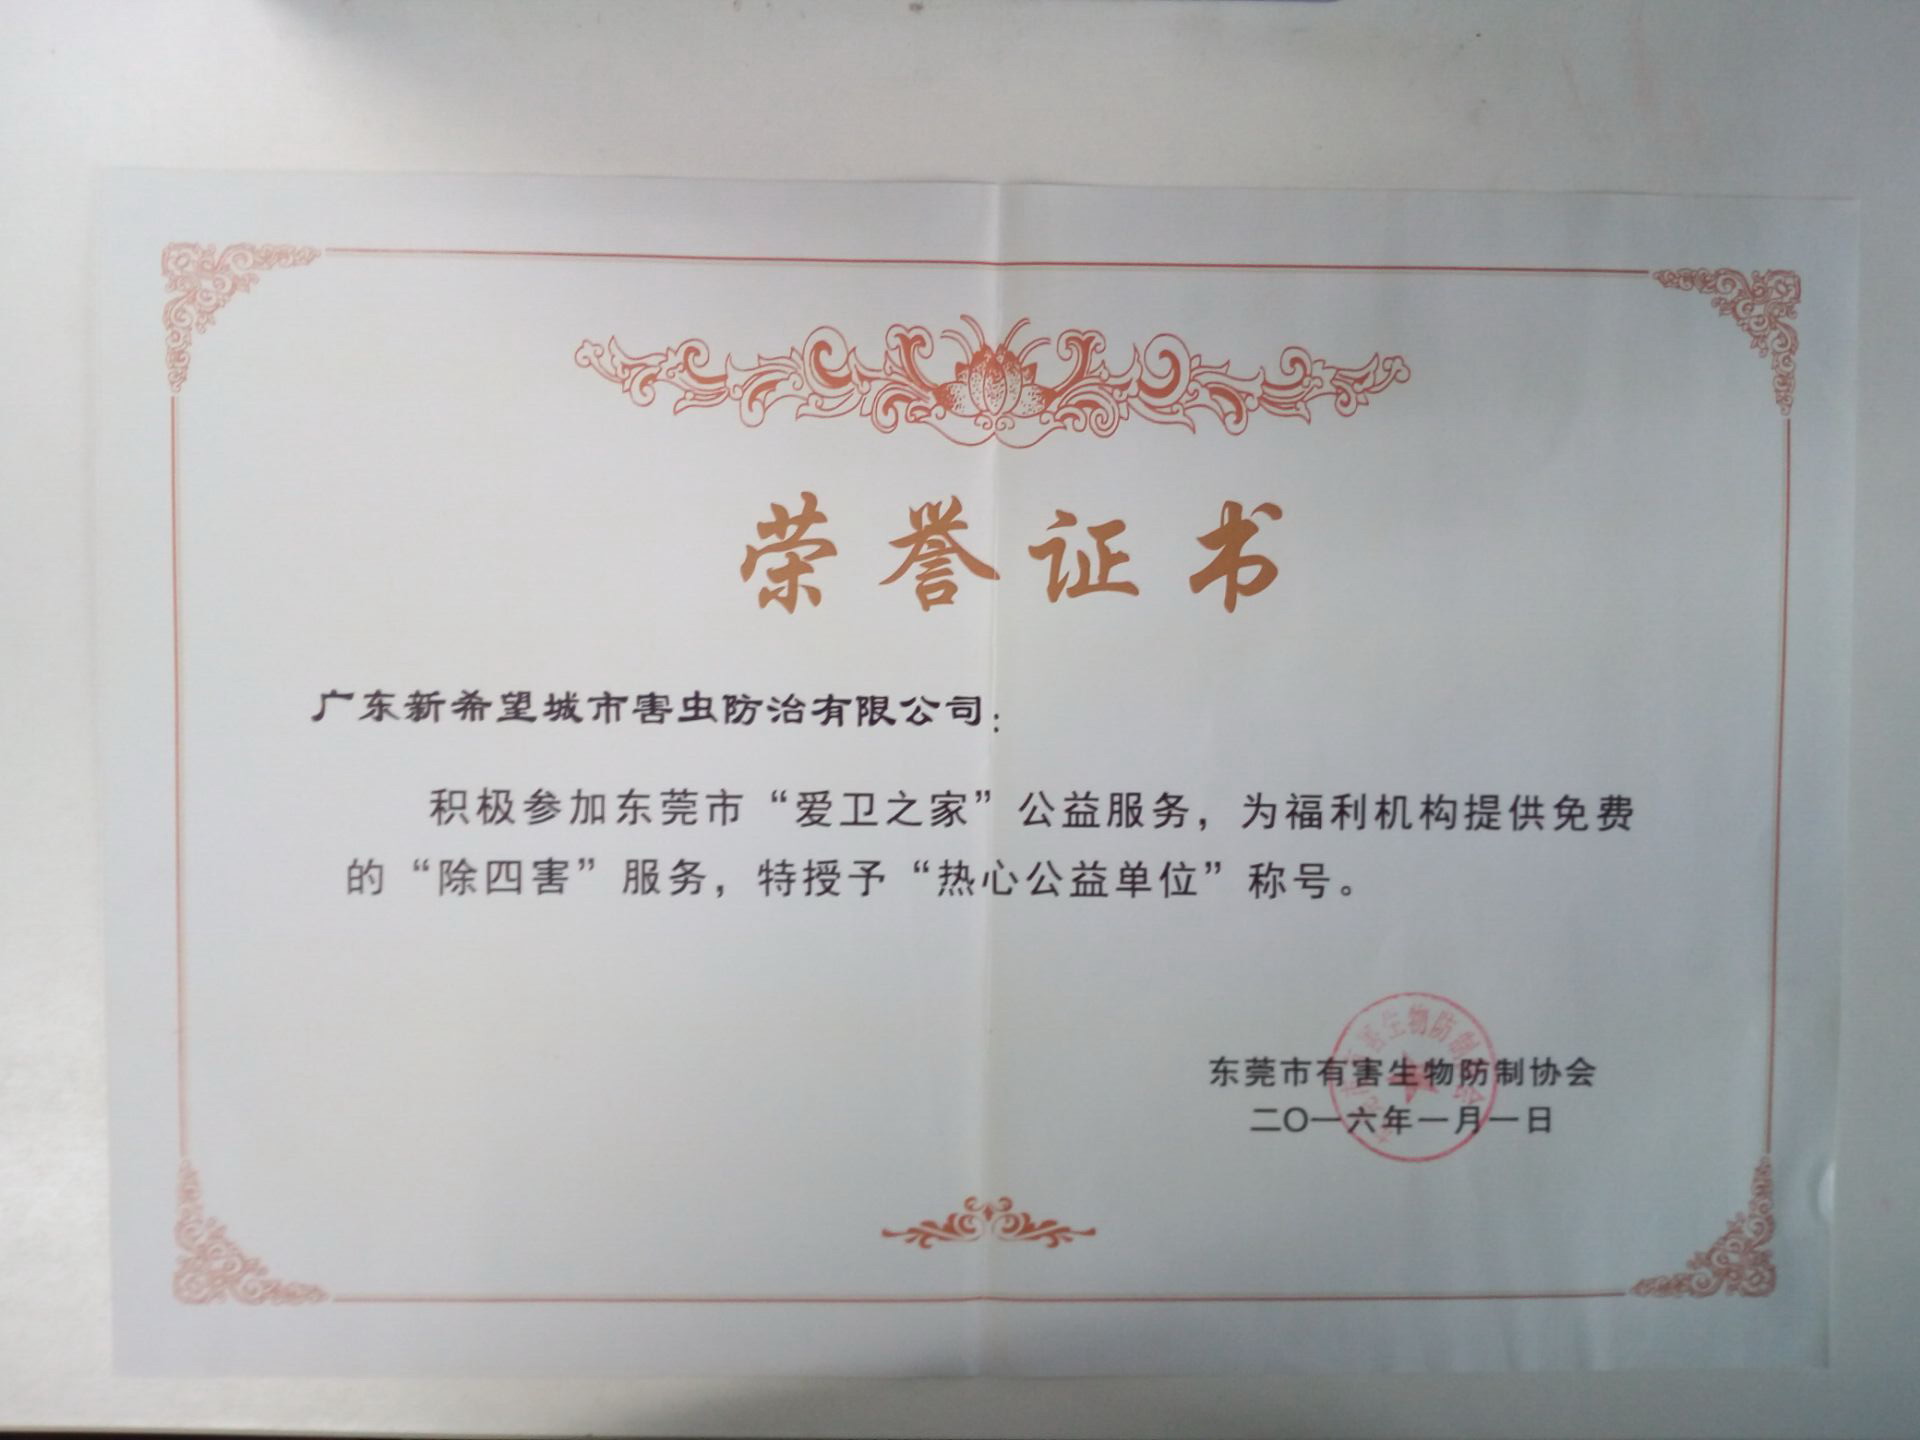 荣誉证书
广东新希望城市害虫防治有限公司：
积极参加东莞市“爱卫之家”公益服务，为福利机构提供免费
的“除四害”服务，特授予“热心公益单位”称号。
东莞市有害生物防制协会
二〇一六年一月一日